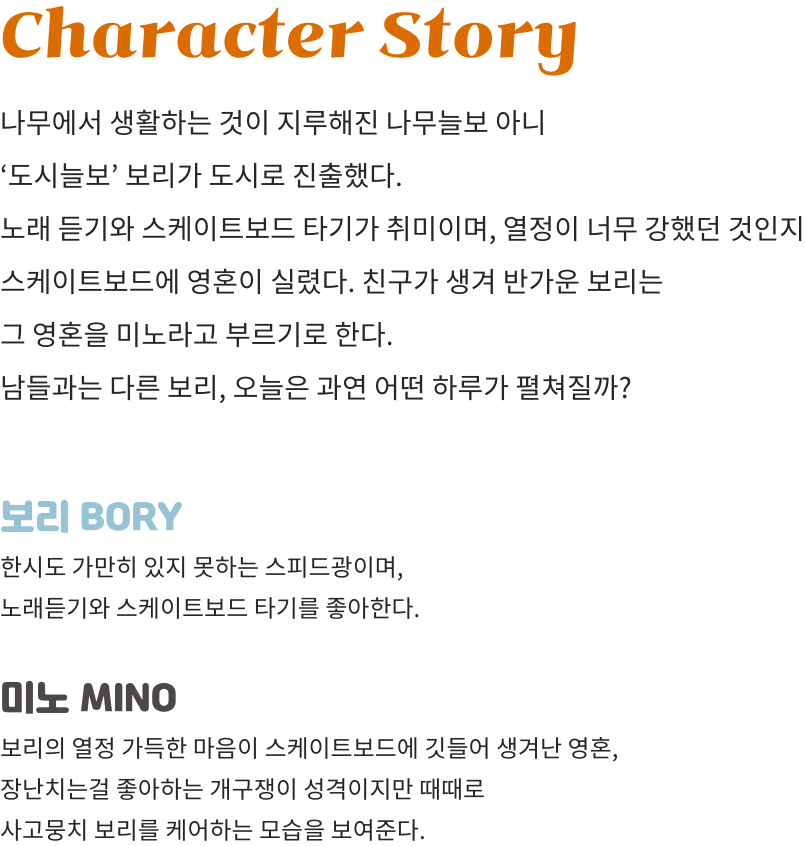 Character Story
나무에서 생활하는 것이 지루해진 나무늘보 아니
‘도시늘보’ 보리가 도시로 진출했다.
노래 듣기와 스케이트보드 타기가 취미이며, 열정이 너무 강했던 것인지
스케이트보드에 영혼이 실렸다. 친구가 생겨 반가운 보리는
그 영혼을 미노라고 부르기로 한다.
남들과는 다른 보리, 오늘은 과연 어떤 하루가 펼쳐질까?
보리 BORY
한시도 가만히 있지 못하는 스피드광이며,
노래듣기와 스케이트보드 타기를 좋아한다.
미노 MINO
보리의 열정 가득한 마음이 스케이트보드에 깃들어 생겨난 영혼,
장난치는걸 좋아하는 개구쟁이 성격이지만 때때로
사고뭉치 보리를 케어하는 모습을 보여준다.